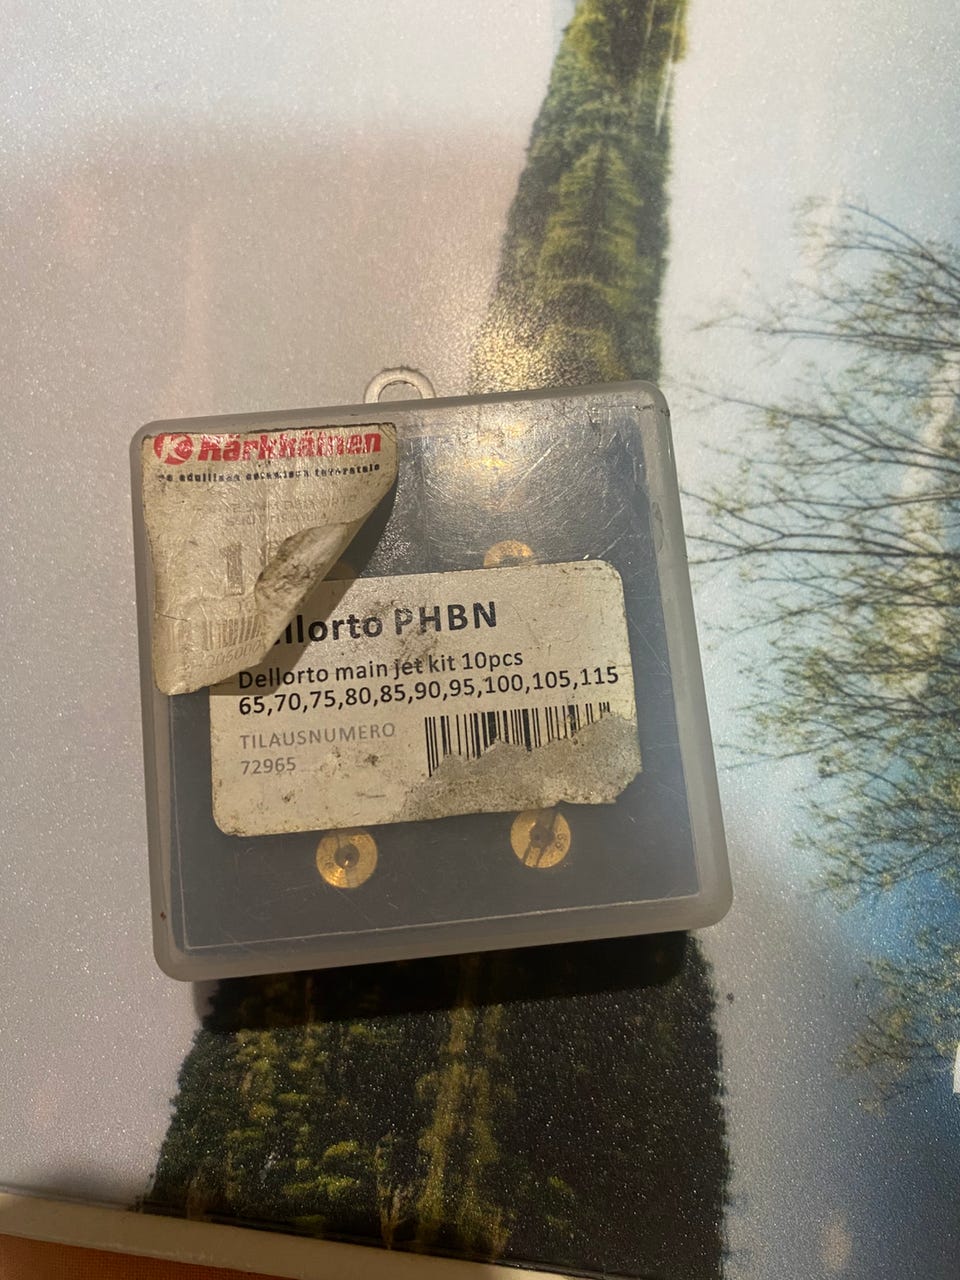 Kärkkäinen
Dellorto PHBN
Dellorto main jet kit 10pcs
65,70,75,80,85,90,95,100,105,115
TILAUSNUMERO
72965